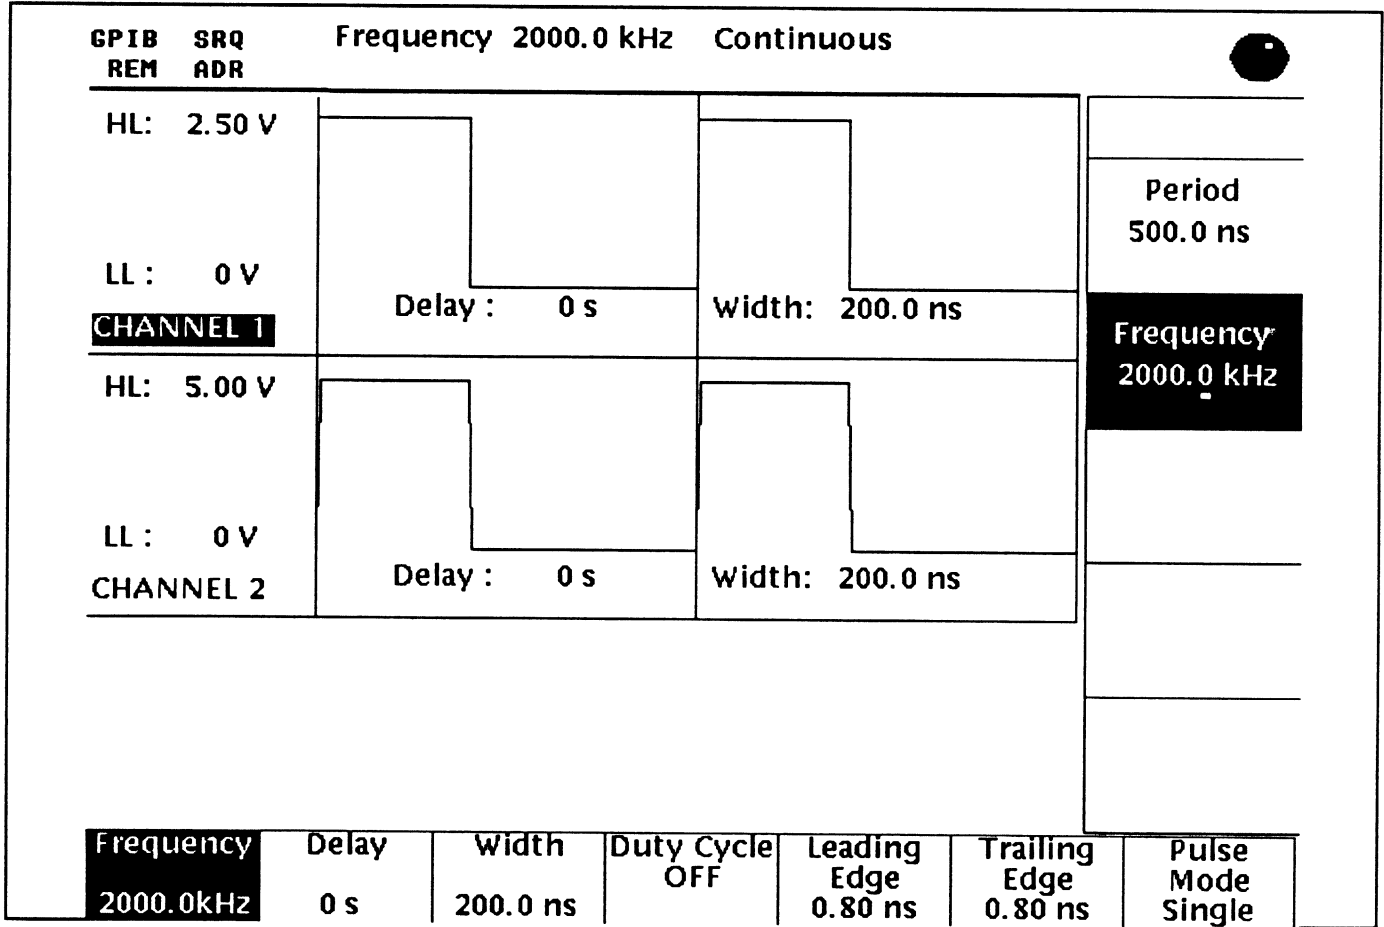 GPIB SRQ Frequency 2000.0 kHz Continuous
REM ADR
HL: 2.50 V
Period
500.0 ns
LL : 0 V
Delay : 0 s Width: 200.0 ns
CHANNEL 1
Frequency
2000.0 kHz
HL: 5.00 V
LL : 0 V
Delay : 0 s Width: 200.0 ns
CHANNEL 2
Frequency
2000.0kHz
Delay
0 s
Width
200.0 ns
Duty Cycle
OFF
Leading
Edge
0.80 ns
Trailing
Edge
0.80 ns
Pulse
Mode
Single